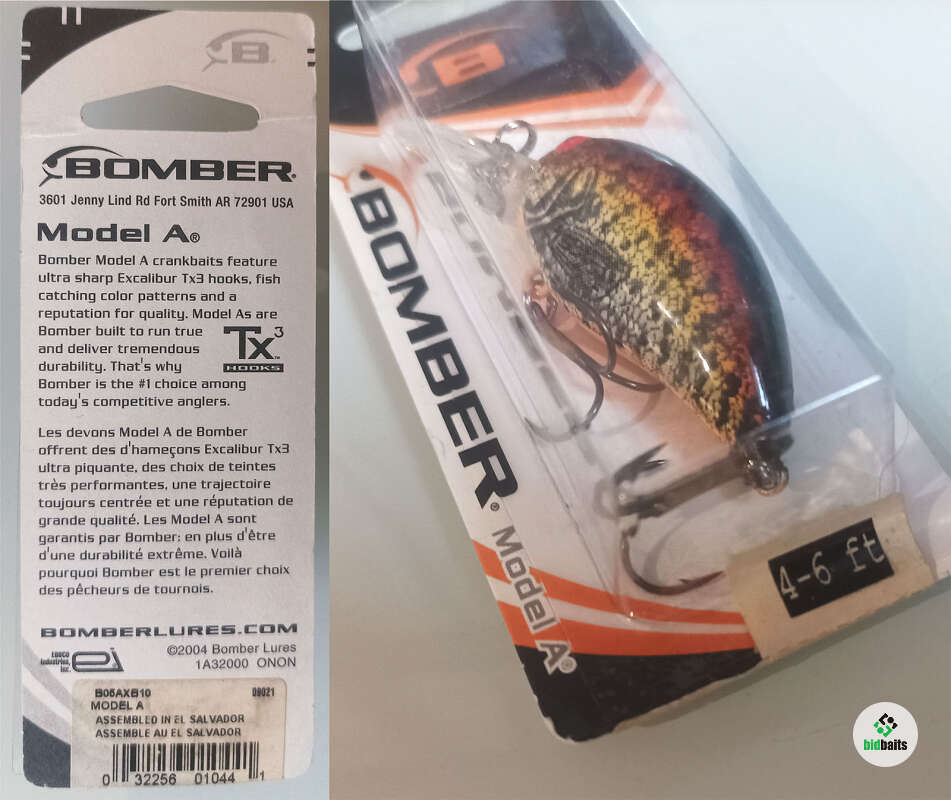 B
BOMBER®
3601 Jenny Lind Rd Fort Smith AR 72901 USA
Model A®
Bomber Model A crankbaits feature
ultra sharp Excalibur Tx3 hooks, fish
catching color patterns and a
reputation for quality. Model As are
Bomber built to run true
and deliver tremendous
durability. That's why
Bomber is the #1 choice among
today's competitive anglers.
Tx3™
HOOKS
Les devons Model A de Bomber
offrent des d'hameçons Excalibur Tx3
ultra piquante, des choix de teintes
très performantes, une trajectoire
toujours centrée et une réputation de
grande qualité. Les Model A sont
garantis par Bomber: en plus d'être
d'une durabilité extrême. Voilà
pourquoi Bomber est le premier choix
des pêcheurs de tournois.
BOMBERLURES.COM
EBSCO
Industries,
Inc.
ei
©2004 Bomber Lures
1A32000 ONON
B05AXB10 08021
MODEL A
ASSEMBLED IN EL SALVADOR
ASSEMBLE AU EL SALVADOR
0 32256 01044 1
B
BOMBER®
Model A®
4-6 ft
bidbaits